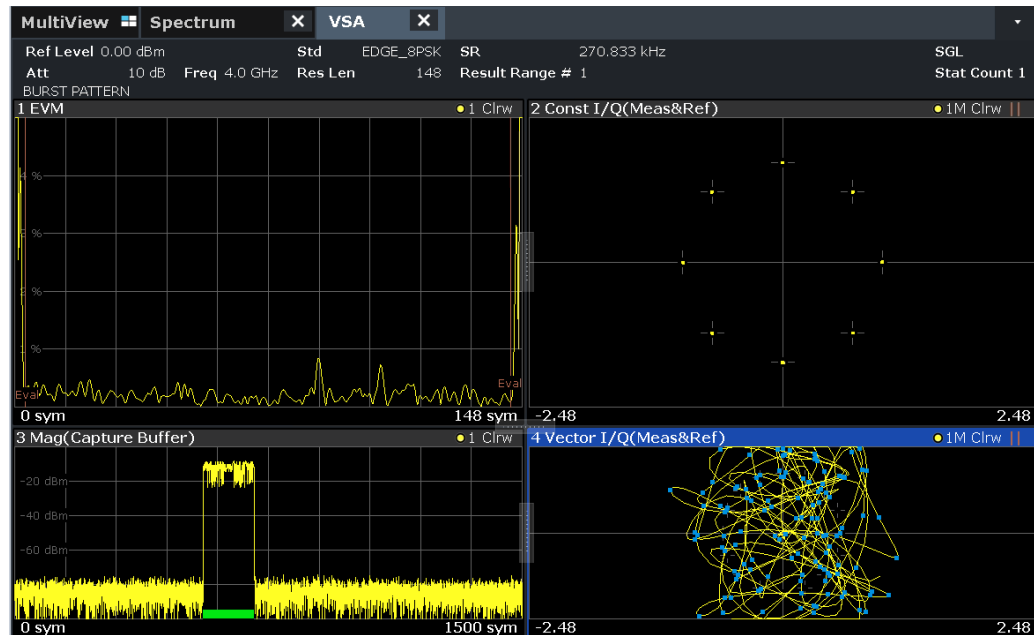 MultiView Spectrum X VSA X
Ref Level 0.00 dBm Std EDGE_8PSK SR 270.833 kHz SGL
Att 10 dB Freq 4.0 GHz Res Len 148 Result Range # 1 Stat Count 1
BURST PATTERN
1 EVM 1 Clrw
4 %
3 %
2 %
1 %
Eval Eval
0 sym 148 sym
2 Const I/Q(Meas&Ref) 1M Clrw
-2.48 2.48
3 Mag(Capture Buffer) 1 Clrw
-20 dBm
-40 dBm
-60 dBm
0 sym 1500 sym
4 Vector I/Q(Meas&Ref) 1M Clrw
-2.48 2.48